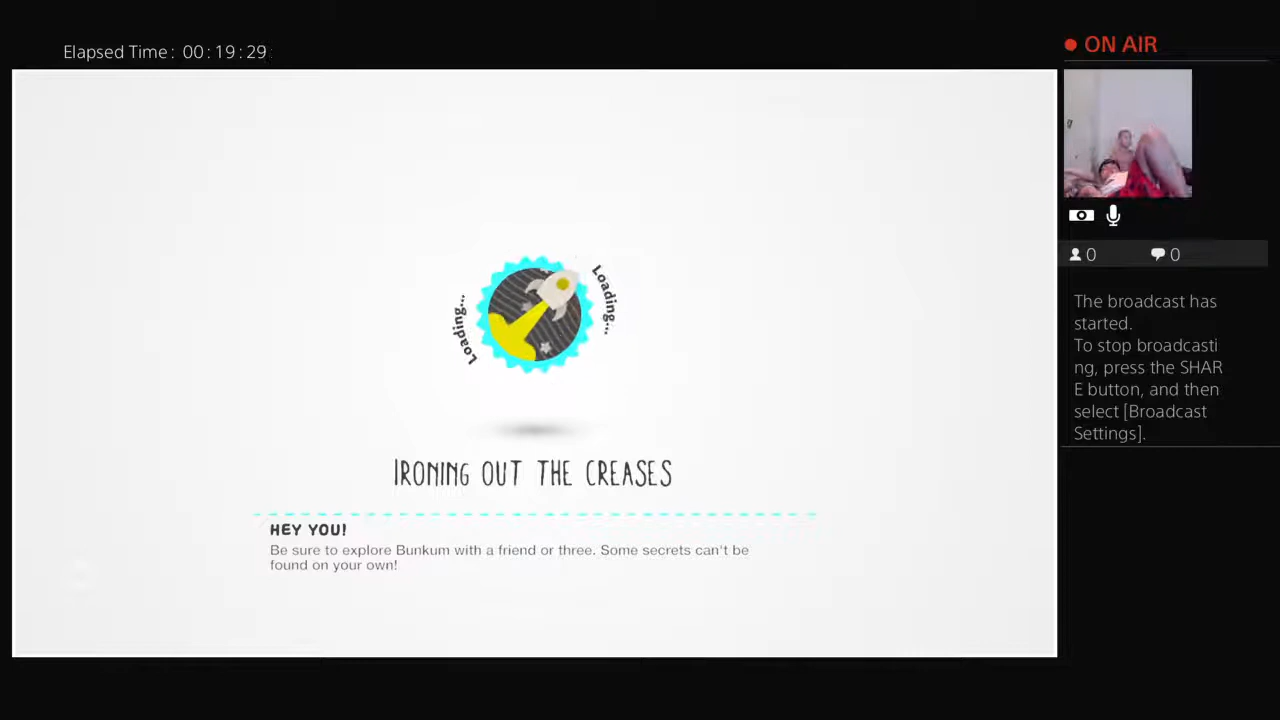 Elapsed Time: 00:19:29
ON AIR
Loading...
Loading...
0
0
The broadcast has
started.
To stop broadcasti
ng, press the SHAR
E button, and then
select [Broadcast
Settings].
IRONING OUT THE CREASES
HEY YOU!
Be sure to explore Bunkum with a friend or three. Some secrets can't be
found on your own!